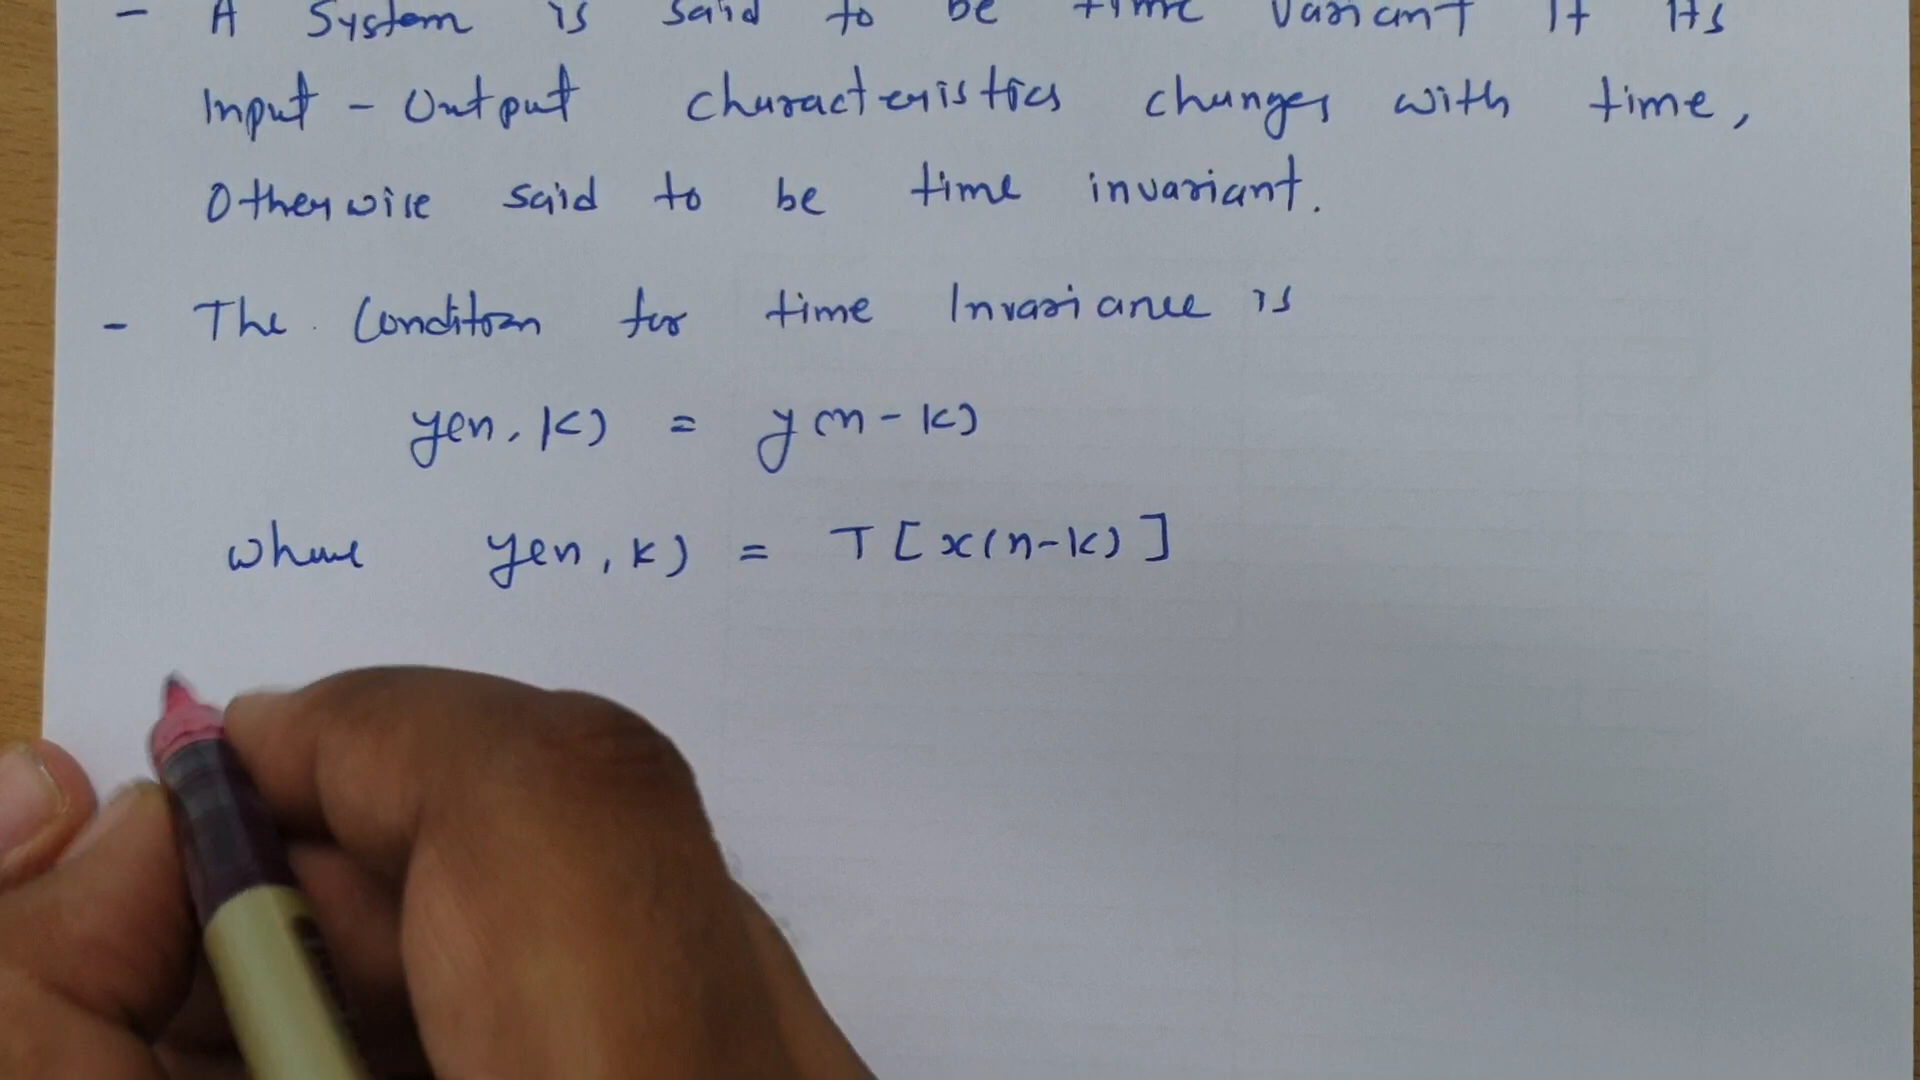 - A System is said to be time variant if its
Input - Output characteristics changes with time,
Otherwise said to be time invariant.
- The Condition for time Invariance is
y(n, k) = y(n - k)
where y(n, k) = T[x(n-k)]